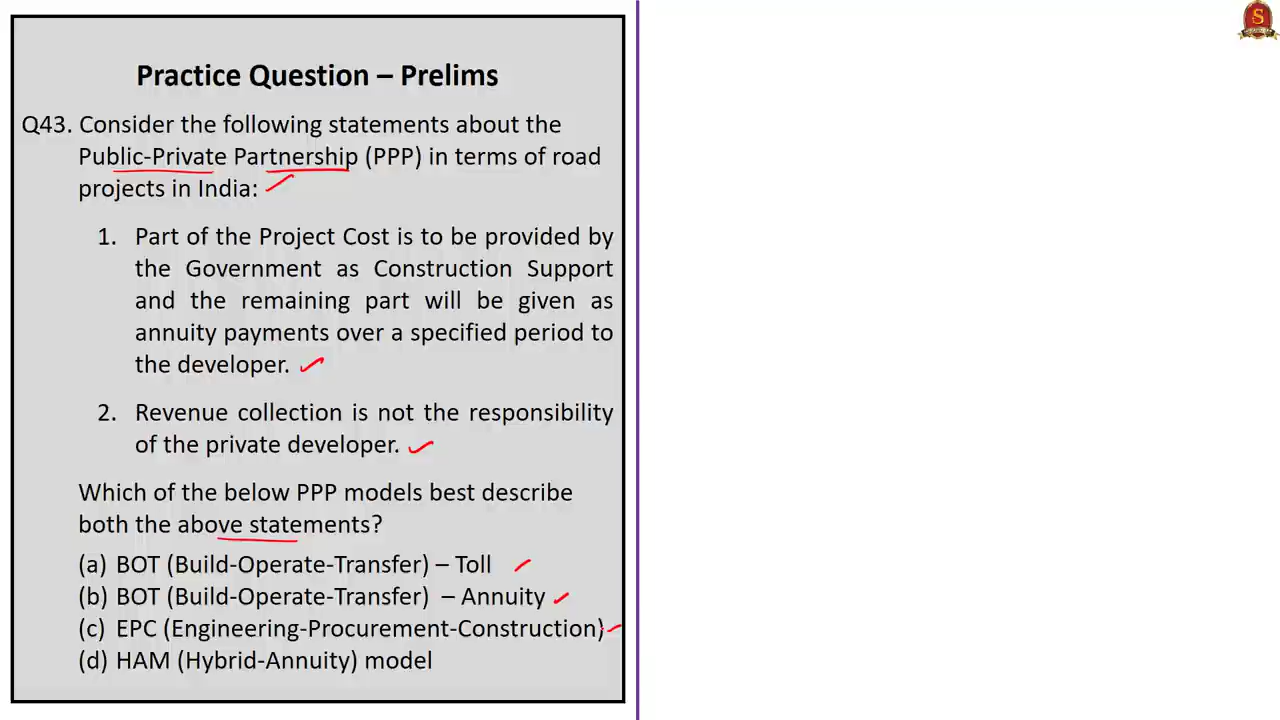 Practice Question – Prelims
Q43. Consider the following statements about the
Public-Private Partnership (PPP) in terms of road
projects in India:
1. Part of the Project Cost is to be provided by
the Government as Construction Support
and the remaining part will be given as
annuity payments over a specified period to
the developer.
2. Revenue collection is not the responsibility
of the private developer.
Which of the below PPP models best describe
both the above statements?
(a) BOT (Build-Operate-Transfer) – Toll
(b) BOT (Build-Operate-Transfer) – Annuity
(c) EPC (Engineering-Procurement-Construction)
(d) HAM (Hybrid-Annuity) model
S